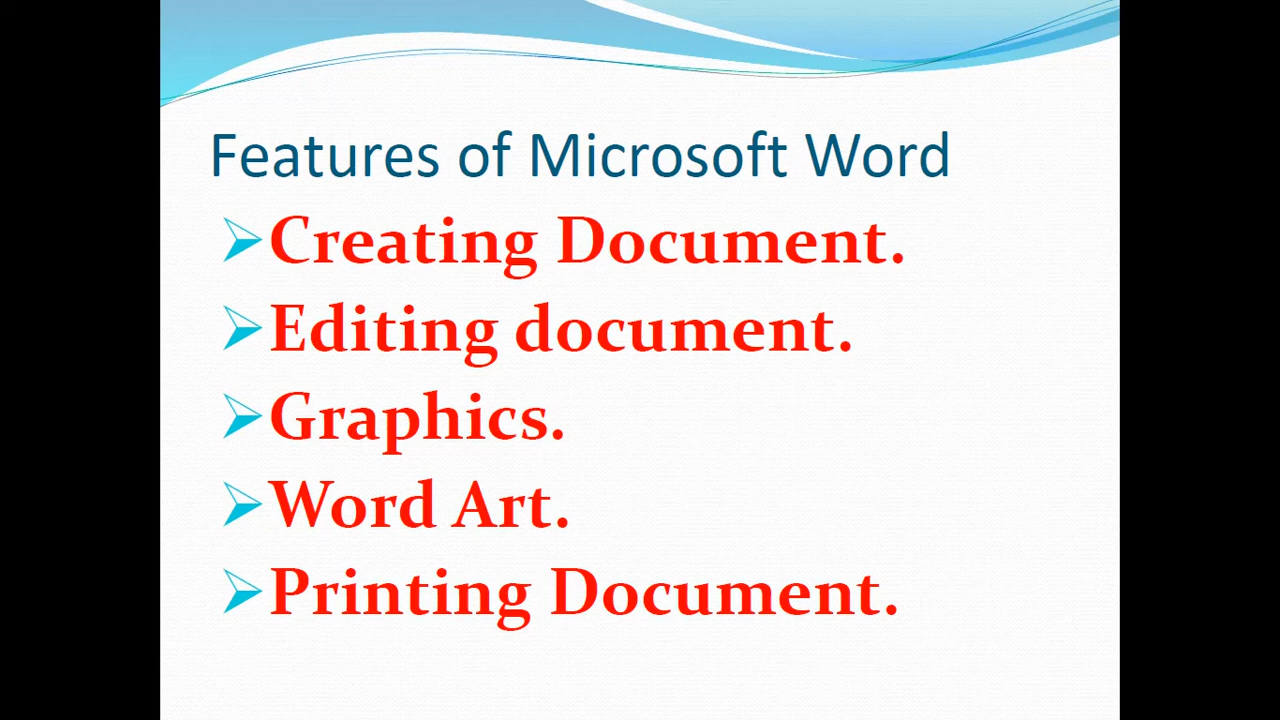 Features of Microsoft Word
Creating Document.
Editing document.
Graphics.
Word Art.
Printing Document.